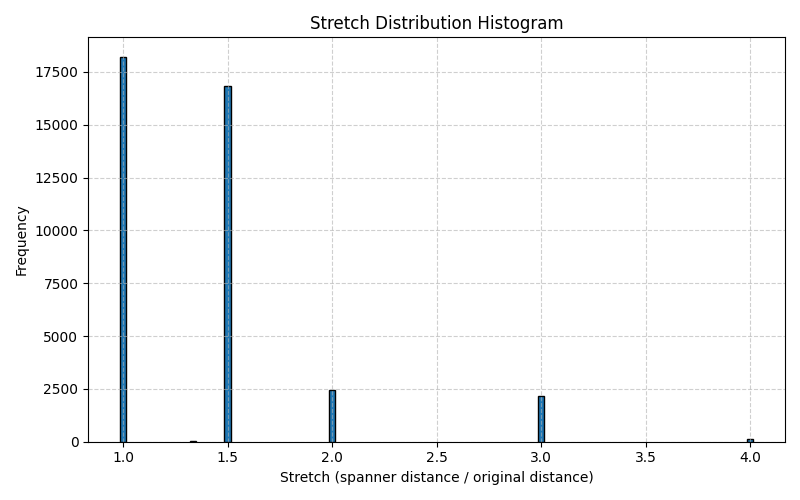 Stretch Distribution Histogram
Frequency
17500
15000
12500
10000
7500
5000
2500
0
1.0 1.5 2.0 2.5 3.0 3.5 4.0
Stretch (spanner distance / original distance)